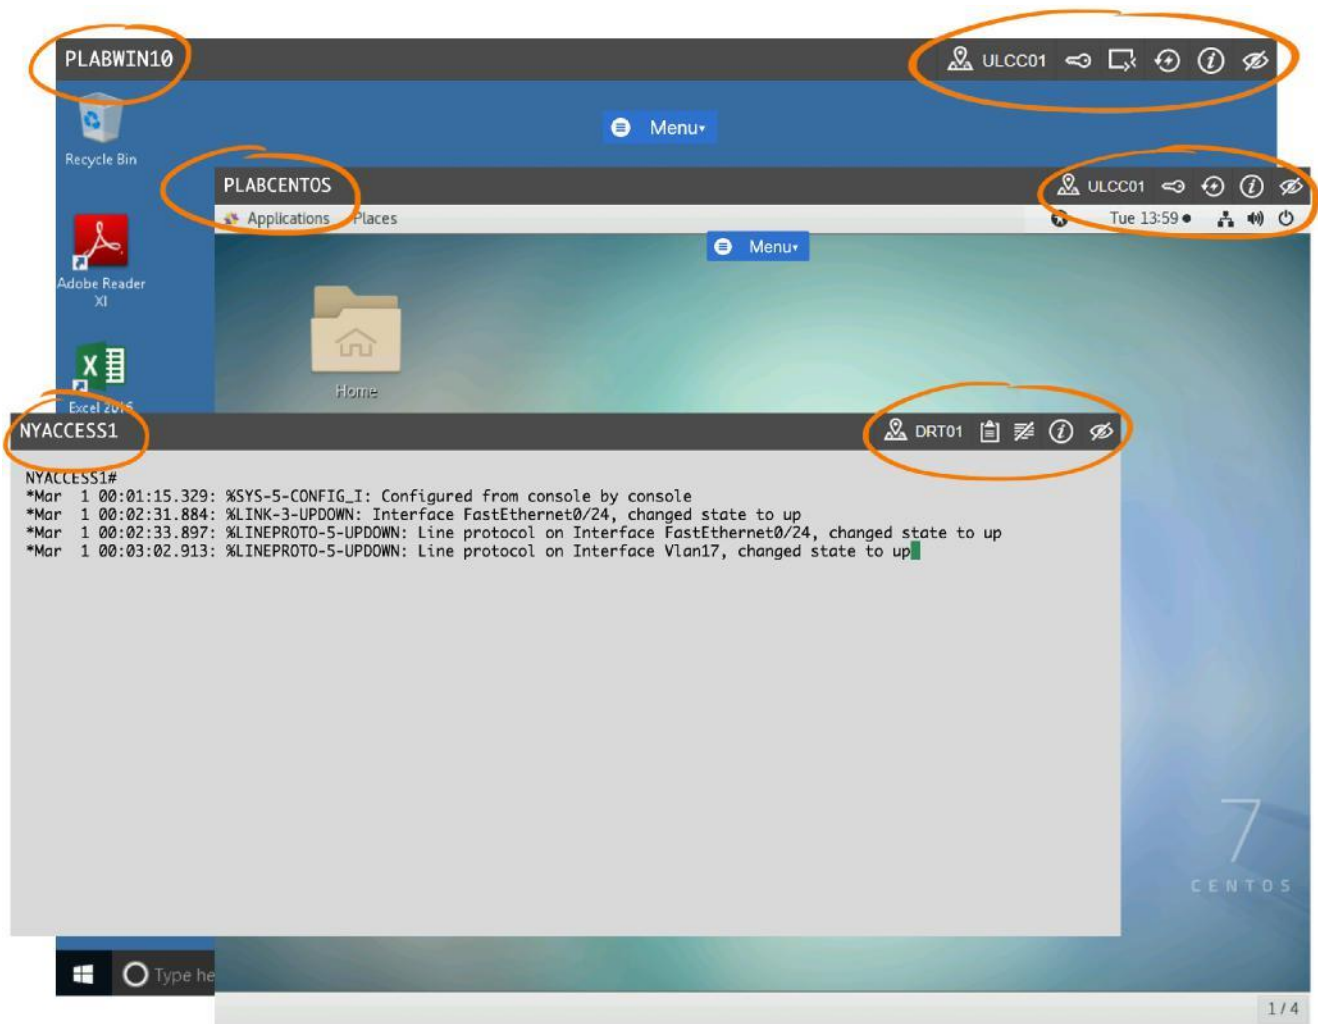 PLABWIN10
ULCC01
Recycle Bin
Menu
PLABCENTOS
ULCC01
Applications Places
Tue 13:59
Menu
Adobe Reader
XI
Home
Excel 2016
NYACCESS1
DRT01
NYACCESS1#
*Mar  1 00:01:15.329: %SYS-5-CONFIG_I: Configured from console by console
*Mar  1 00:02:31.884: %LINK-3-UPDOWN: Interface FastEthernet0/24, changed state to up
*Mar  1 00:02:33.897: %LINEPROTO-5-UPDOWN: Line protocol on Interface FastEthernet0/24, changed state to up
*Mar  1 00:03:02.913: %LINEPROTO-5-UPDOWN: Line protocol on Interface Vlan17, changed state to up
7
CENTOS
Type he
1 / 4